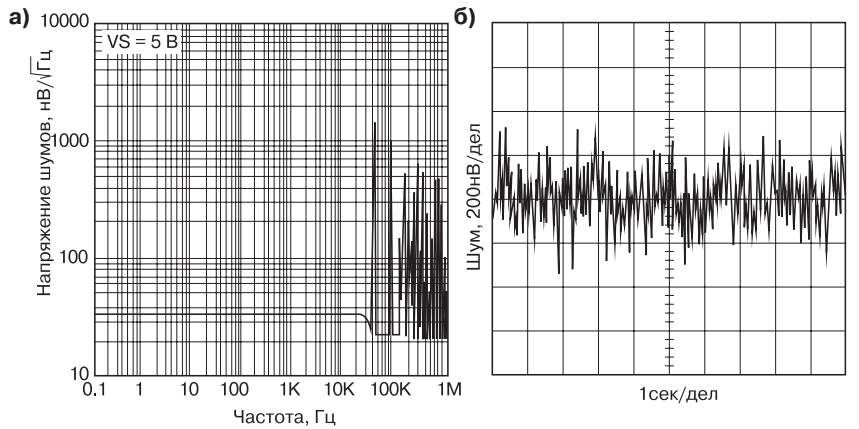 а)
VS = 5 В
Напряжение шумов, нВ/√Гц
10000
1000
100
10
0.1
1
10
100
1K
10K
100K
1M
Частота, Гц
б)
Шум, 200нВ/дел
1сек/дел